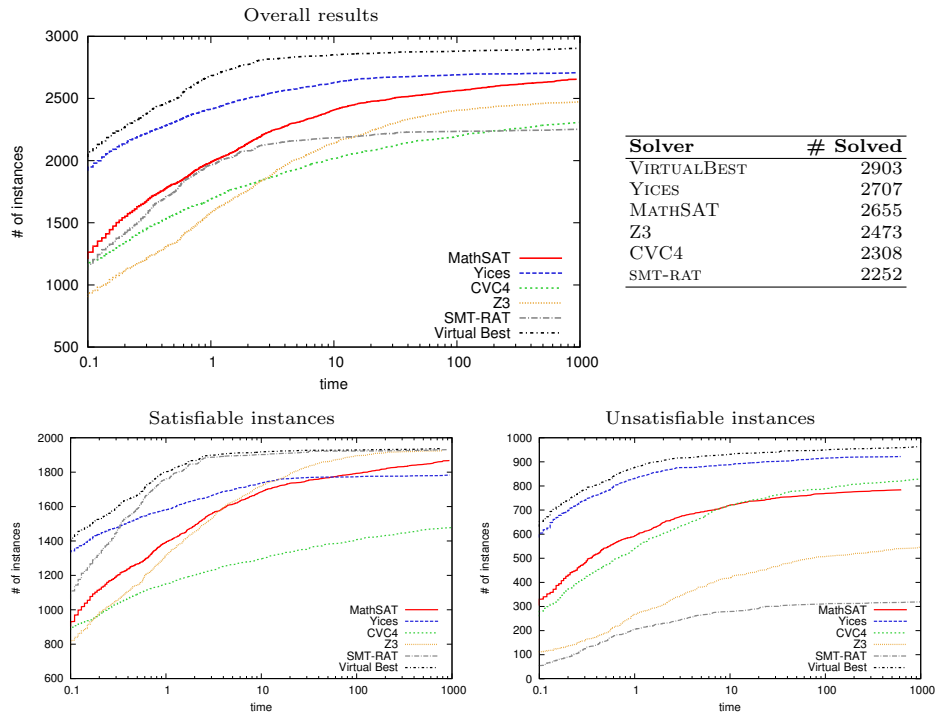 Overall results
3000
2500
2000
1500
1000
500
# of instances
MathSAT
Yices
CVC4
Z3
SMT-RAT
Virtual Best
0.1 1 10 100 1000
time
Solver # Solved
VIRTUALBEST 2903
YICES 2707
MATHSAT 2655
Z3 2473
CVC4 2308
SMT-RAT 2252
Satisfiable instances
2000
1800
1600
1400
1200
1000
800
600
# of instances
MathSAT
Yices
CVC4
Z3
SMT-RAT
Virtual Best
0.1 1 10 100 1000
time
Unsatisfiable instances
1000
900
800
700
600
500
400
300
200
100
0
# of instances
MathSAT
Yices
CVC4
Z3
SMT-RAT
Virtual Best
0.1 1 10 100 1000
time